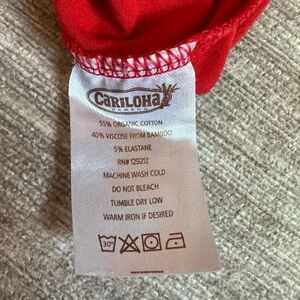 CARILOHA
BAMBOO
55% ORGANIC COTTON
40% VISCOSE FROM BAMBOO
5% ELASTANE
RN# 129212
MACHINE WASH COLD
DO NOT BLEACH
TUMBLE DRY LOW
WARM IRON IF DESIRED
30°